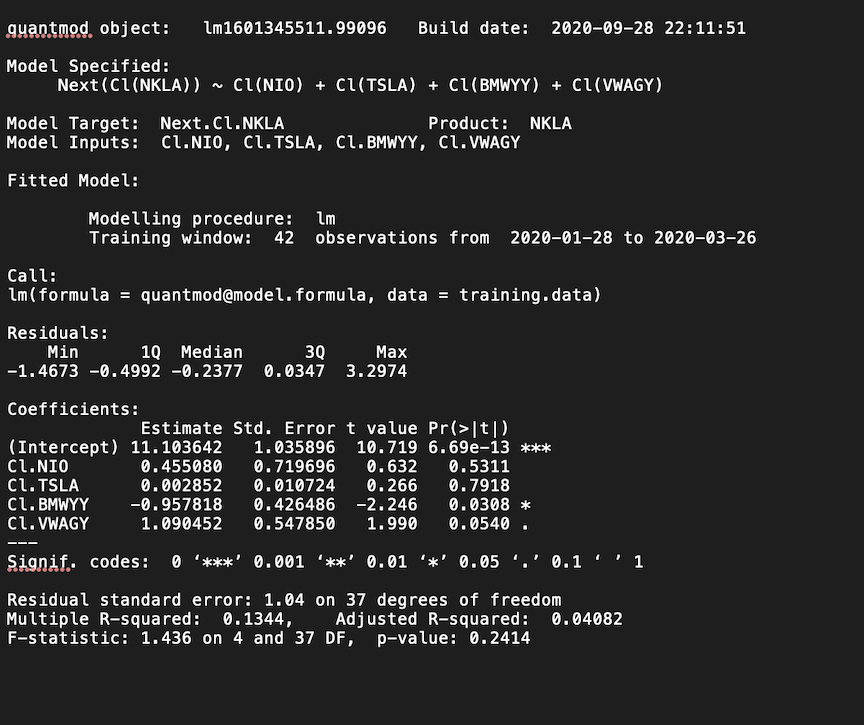 quantmod object:   lm1601345511.99096   Build date:  2020-09-28 22:11:51
Model Specified:
     Next(Cl(NKLA)) ~ Cl(NIO) + Cl(TSLA) + Cl(BMWYY) + Cl(VWAGY)
Model Target:  Next.Cl.NKLA              Product:  NKLA
Model Inputs:  Cl.NIO, Cl.TSLA, Cl.BMWYY, Cl.VWAGY
Fitted Model:
        Modelling procedure:  lm
        Training window:  42  observations from  2020-01-28 to 2020-03-26
Call:
lm(formula = quantmod@model.formula, data = training.data)
Residuals:
    Min      1Q  Median      3Q     Max
-1.4673 -0.4992 -0.2377  0.0347  3.2974
Coefficients:
             Estimate Std. Error t value Pr(>|t|)
(Intercept) 11.103642   1.035896  10.719 6.69e-13 ***
Cl.NIO       0.455080   0.719696   0.632   0.5311
Cl.TSLA      0.002852   0.010724   0.266   0.7918
Cl.BMWYY    -0.957818   0.426486  -2.246   0.0308 *
Cl.VWAGY     1.090452   0.547850   1.990   0.0540 .
---
Signif. codes:  0 ‘***’ 0.001 ‘**’ 0.01 ‘*’ 0.05 ‘.’ 0.1 ‘ ’ 1
Residual standard error: 1.04 on 37 degrees of freedom
Multiple R-squared:  0.1344,    Adjusted R-squared:  0.04082
F-statistic: 1.436 on 4 and 37 DF,  p-value: 0.2414